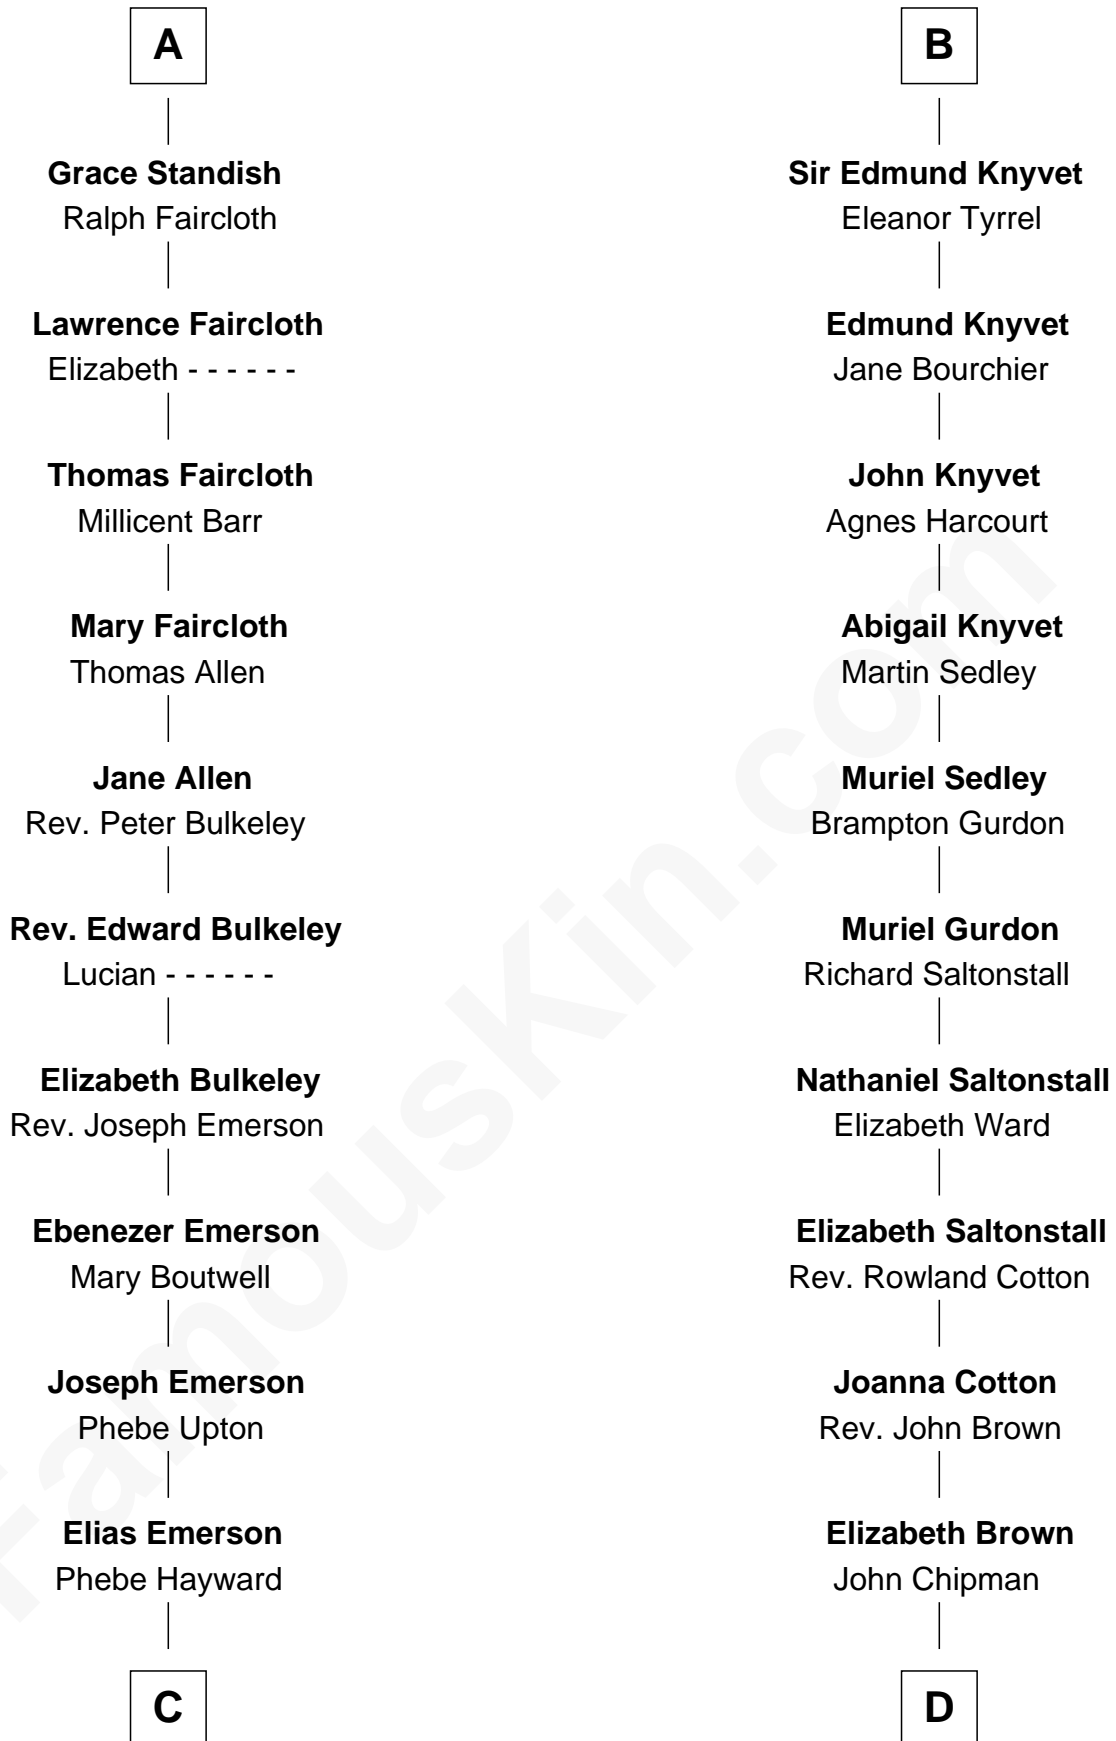 A
Grace Standish
Ralph Faircloth
Lawrence Faircloth
Elizabeth - - - - - -
Thomas Faircloth
Millicent Barr
Mary Faircloth
Thomas Allen
Jane Allen
Rev. Peter Bulkeley
Rev. Edward Bulkeley
Lucian - - - - - -
Elizabeth Bulkeley
Rev. Joseph Emerson
Ebenezer Emerson
Mary Boutwell
Joseph Emerson
Phebe Upton
Elias Emerson
Phebe Hayward
C
B
Sir Edmund Knyvet
Eleanor Tyrrel
Edmund Knyvet
Jane Bourchier
John Knyvet
Agnes Harcourt
Abigail Knyvet
Martin Sedley
Muriel Sedley
Brampton Gurdon
Muriel Gurdon
Richard Saltonstall
Nathaniel Saltonstall
Elizabeth Ward
Elizabeth Saltonstall
Rev. Rowland Cotton
Joanna Cotton
Rev. John Brown
Elizabeth Brown
John Chipman
D
FamousKin.com